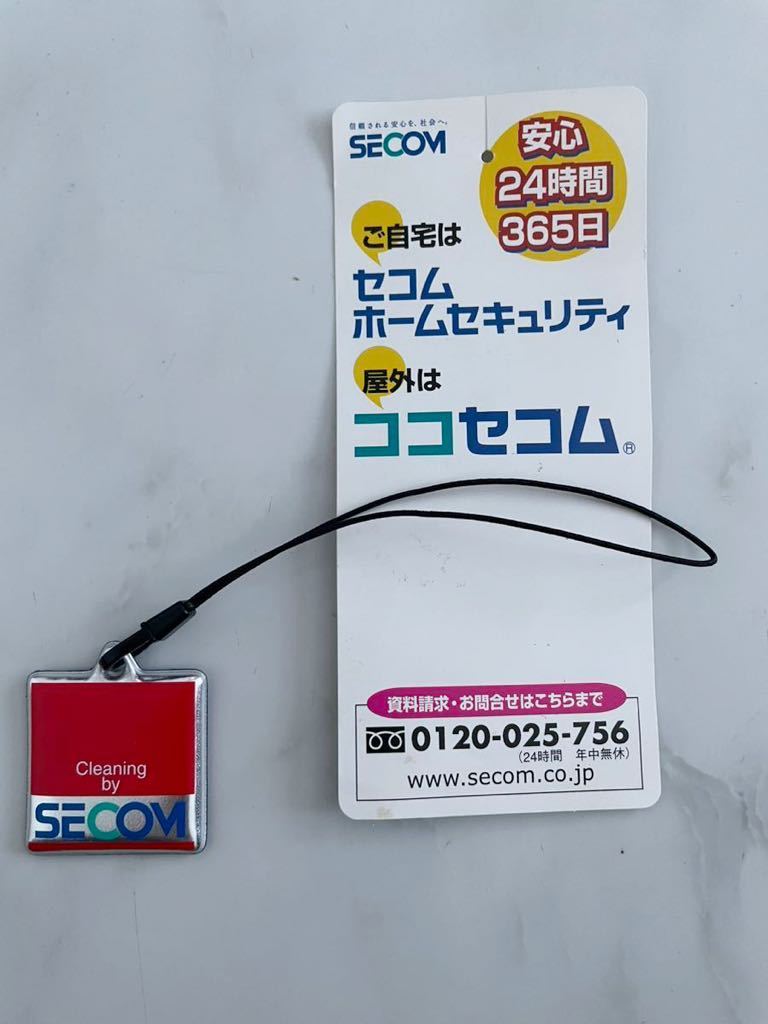 信頼される安心を、社会へ。
SECOM
安心
24時間
365日
ご自宅は
セコム
ホームセキュリティ
屋外は
ココセコム®
資料請求・お問合せはこちらまで
0120-025-756
(24時間 年中無休)
www.secom.co.jp
Cleaning
by
SECOM